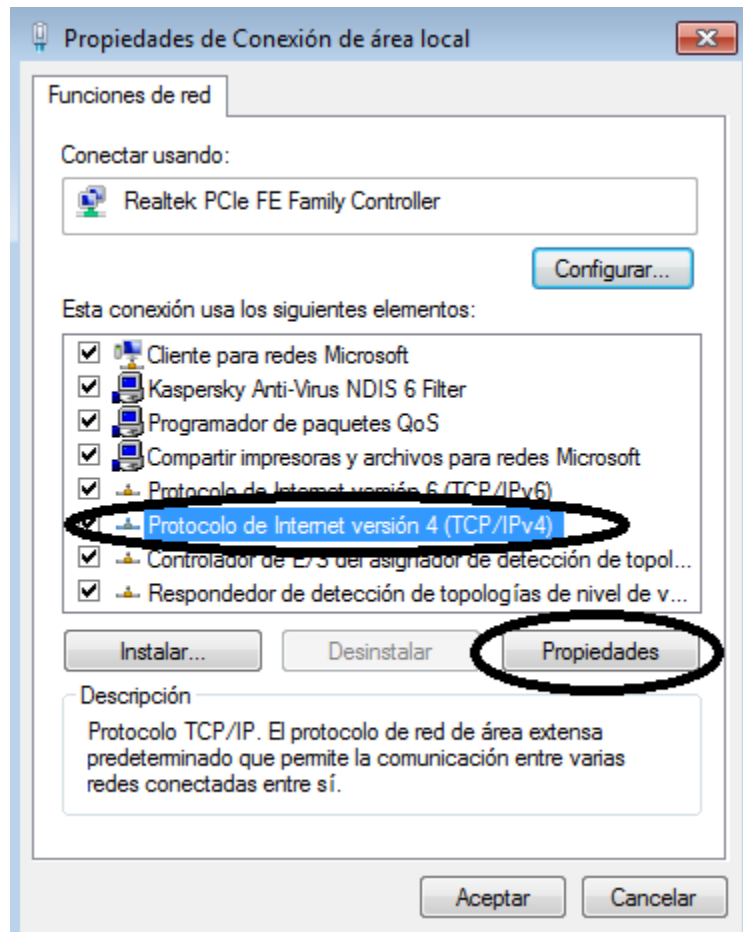 Propiedades de Conexión de área local
Funciones de red
Conectar usando:
Realtek PCIe FE Family Controller
Configurar...
Esta conexión usa los siguientes elementos:
Cliente para redes Microsoft
Kaspersky Anti-Virus NDIS 6 Filter
Programador de paquetes QoS
Compartir impresoras y archivos para redes Microsoft
Protocolo de Internet versión 6 (TCP/IPv6)
Protocolo de Internet versión 4 (TCP/IPv4)
Controlador de E/S del asignador de detección de topol...
Respondedor de detección de topologías de nivel de v...
Instalar... Desinstalar Propiedades
Descripción
Protocolo TCP/IP. El protocolo de red de área extensa
predeterminado que permite la comunicación entre varias
redes conectadas entre sí.
Aceptar Cancelar